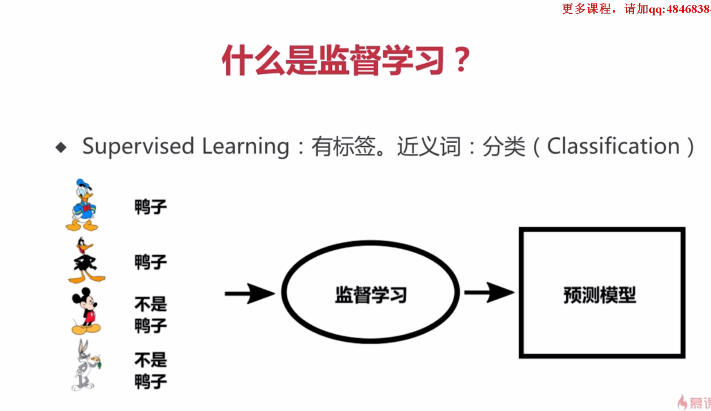 更多课程，请加qq:4846838
什么是监督学习？
◆ Supervised Learning：有标签。近义词：分类（Classification）
鸭子
鸭子
不是
鸭子
不是
鸭子
监督学习
预测模型
慕课